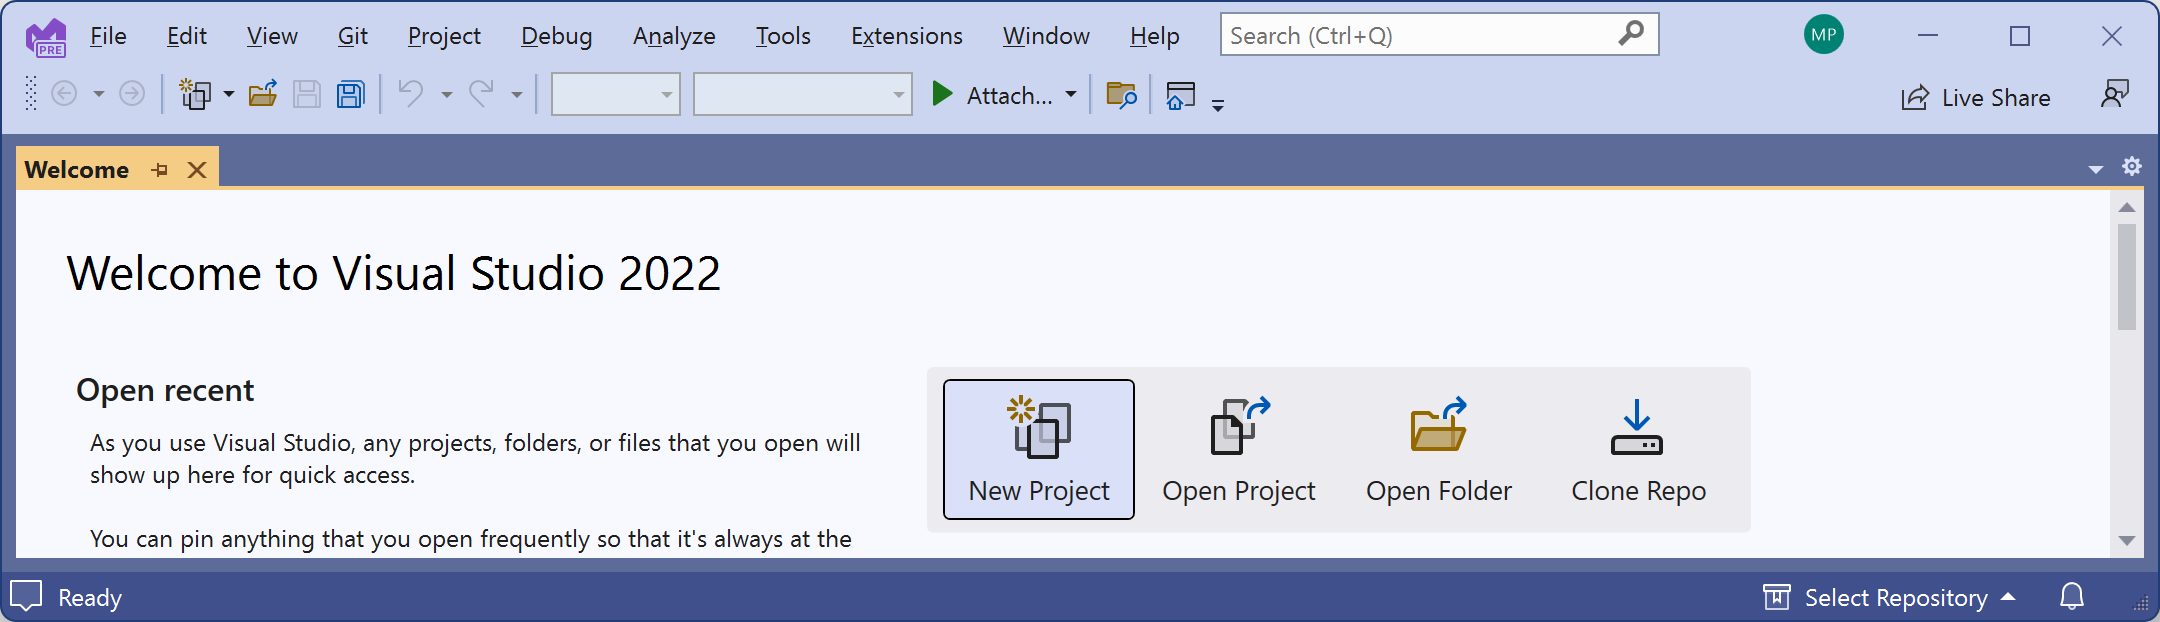 PRE File Edit View Git Project Debug Analyze Tools Extensions Window Help Search (Ctrl+Q) MP
Attach... Live Share
Welcome
Welcome to Visual Studio 2022
Open recent
As you use Visual Studio, any projects, folders, or files that you open will
show up here for quick access.
You can pin anything that you open frequently so that it's always at the
New Project Open Project Open Folder Clone Repo
Ready Select Repository